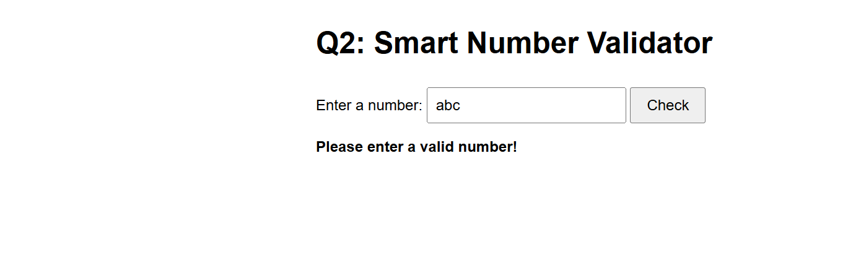 Q2: Smart Number Validator
Enter a number: abc Check
Please enter a valid number!